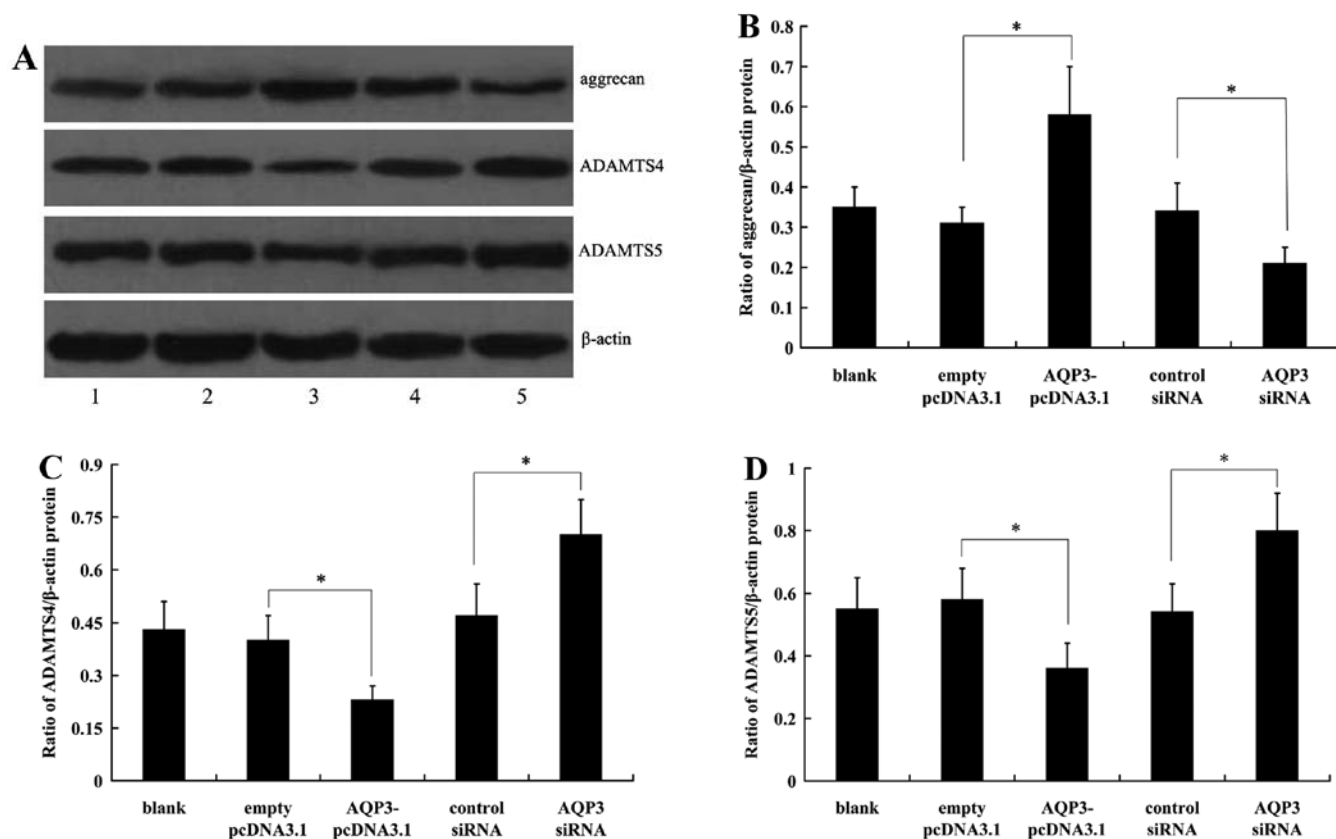 A
aggrecan
ADAMTS4
ADAMTS5
β-actin
1 2 3 4 5
B
Ratio of aggrecan/β-actin protein
0.8
0.7
0.6
0.5
0.4
0.3
0.2
0.1
0
*
*
blank
empty
pcDNA3.1
AQP3-
pcDNA3.1
control
siRNA
AQP3
siRNA
C
Ratio of ADAMTS4/β-actin protein
0.9
0.75
0.6
0.45
0.3
0.15
0
*
*
blank
empty
pcDNA3.1
AQP3-
pcDNA3.1
control
siRNA
AQP3
siRNA
D
Ratio of ADAMTS5/β-actin protein
1
0.8
0.6
0.4
0.2
0
*
*
blank
empty
pcDNA3.1
AQP3-
pcDNA3.1
control
siRNA
AQP3
siRNA